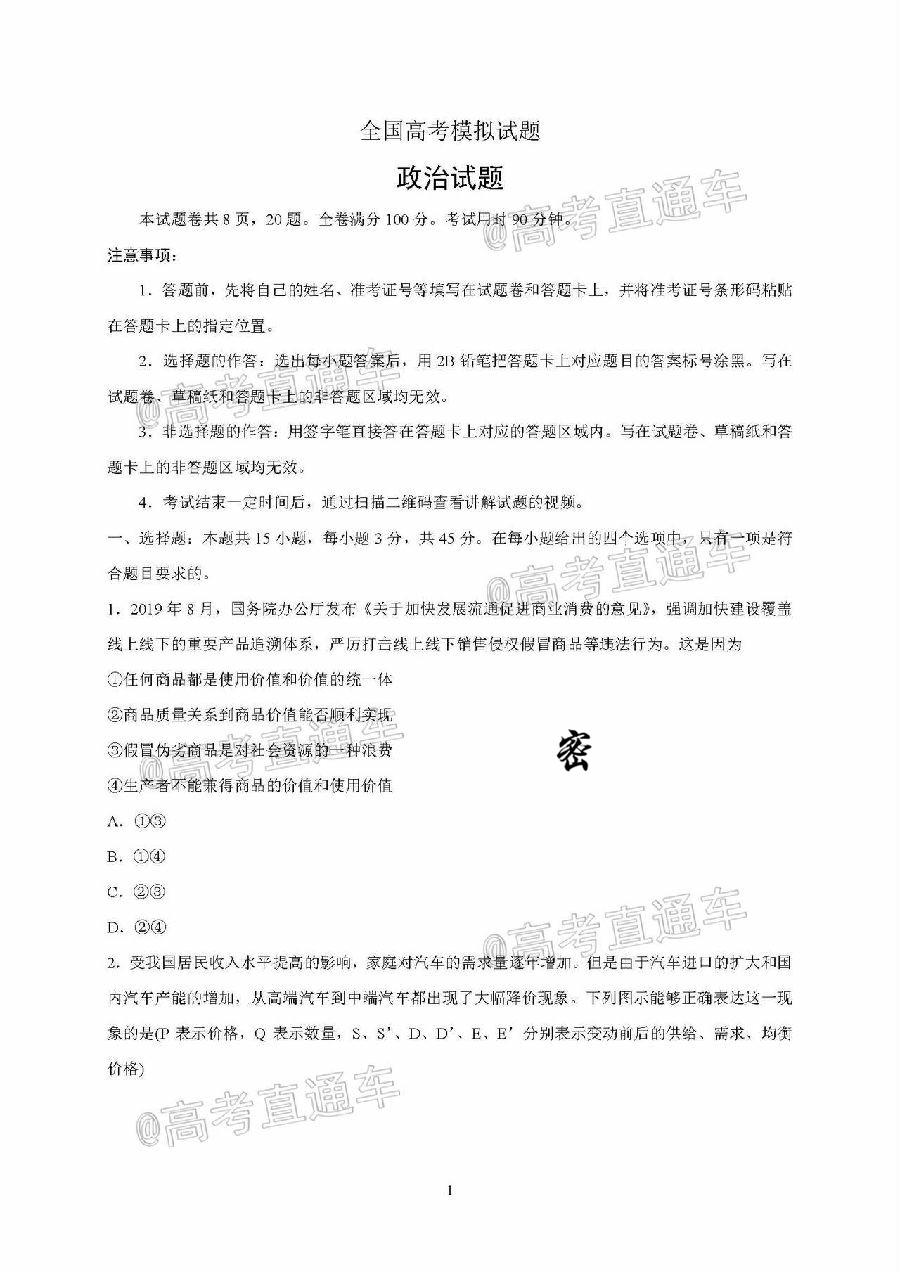 全国高考模拟试题
政治试题
本试题卷共 8 页，20 题。全卷满分 100 分。考试用时 90 分钟。
@高考直通车
注意事项：
1．答题前，先将自己的姓名、准考证号等填写在试题卷和答题卡上，并将准考证号条形码粘贴
在答题卡上的指定位置。
2．选择题的作答：选出每小题答案后，用 2B 铅笔把答题卡上对应题目的答案标号涂黑。写在
试题卷、草稿纸和答题卡上的非答题区域均无效。
@高考直通车
3．非选择题的作答：用签字笔直接答在答题卡上对应的答题区域内。写在试题卷、草稿纸和答
题卡上的非答题区域均无效。
4．考试结束一定时间后，通过扫描二维码查看讲解试题的视频。
一、选择题：本题共 15 小题，每小题 3 分，共 45 分。在每小题给出的四个选项中，只有一项是符
合题目要求的。
@高考直通车
1．2019 年 8 月，国务院办公厅发布《关于加快发展流通促进商业消费的意见》，强调加快建设覆盖
线上线下的重要产品追溯体系，严厉打击线上线下销售侵权假冒商品等违法行为。这是因为
①任何商品都是使用价值和价值的统一体
②商品质量关系到商品价值能否顺利实现
③假冒伪劣商品是对社会资源的一种浪费
@高考直通车
密
④生产者不能兼得商品的价值和使用价值
A．①③
B．①④
C．②③
D．②④
@高考直通车
2．受我国居民收入水平提高的影响，家庭对汽车的需求量逐年增加。但是由于汽车进口的扩大和国
内汽车产能的增加，从高端汽车到中端汽车都出现了大幅降价现象。下列图示能够正确表达这一现
象的是(P 表示价格，Q 表示数量，S、S′、D、D′、E、E′分别表示变动前后的供给、需求、均衡
价格)
@高考直通车
1